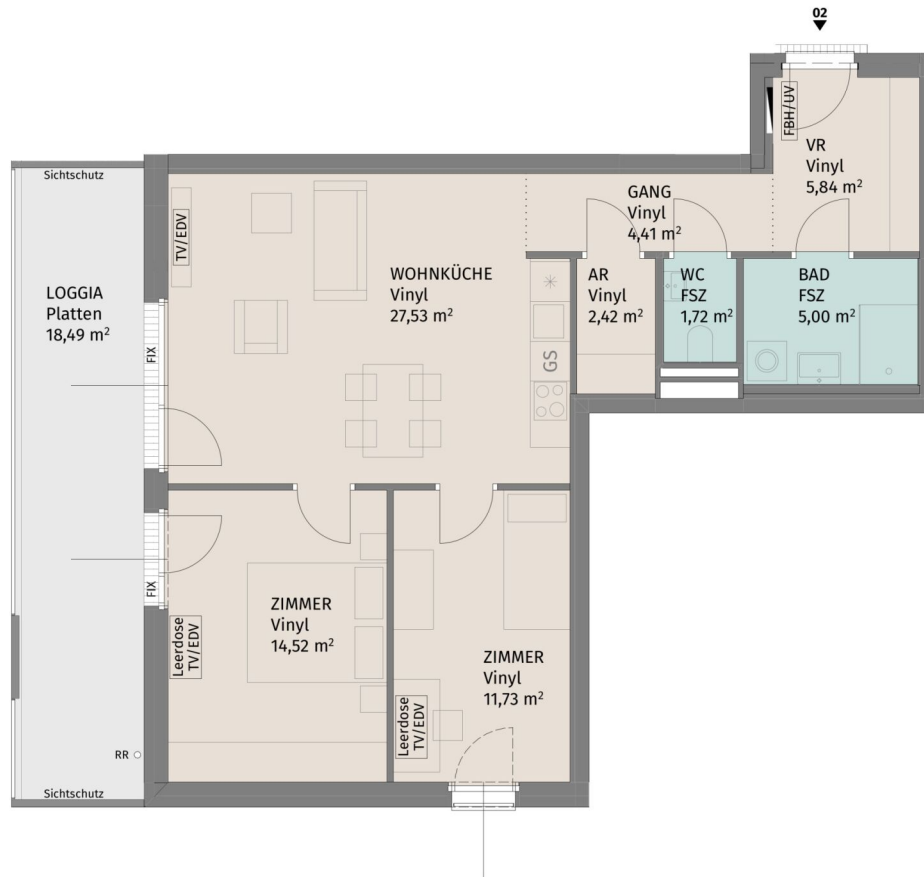 02
FBH/UV
VR
Vinyl
5,84 m²
Sichtschutz
TV/EDV
GANG
Vinyl
4,41 m²
LOGGIA
Platten
18,49 m²
WOHNKÜCHE
Vinyl
27,53 m²
AR
Vinyl
2,42 m²
WC
FSZ
1,72 m²
BAD
FSZ
5,00 m²
FIX
GS
FIX
ZIMMER
Vinyl
14,52 m²
Leerdose
TV/EDV
ZIMMER
Vinyl
11,73 m²
Leerdose
TV/EDV
RR
Sichtschutz